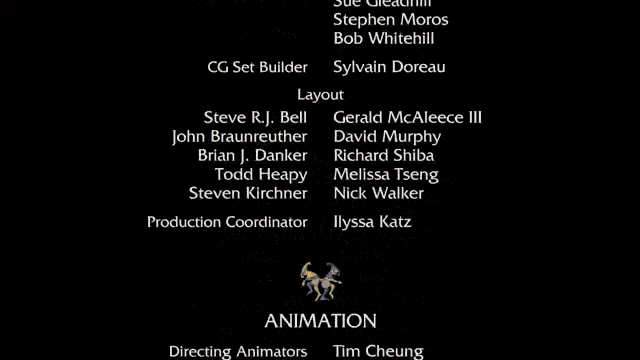 Sue Gleadhill
Stephen Moros
Bob Whitehill
CG Set Builder Sylvain Doreau
Layout
Steve R.J. Bell Gerald McAleece III
John Braunreuther David Murphy
Brian J. Danker Richard Shiba
Todd Heapy Melissa Tseng
Steven Kirchner Nick Walker
Production Coordinator Ilyssa Katz
ANIMATION
Directing Animators Tim Cheung